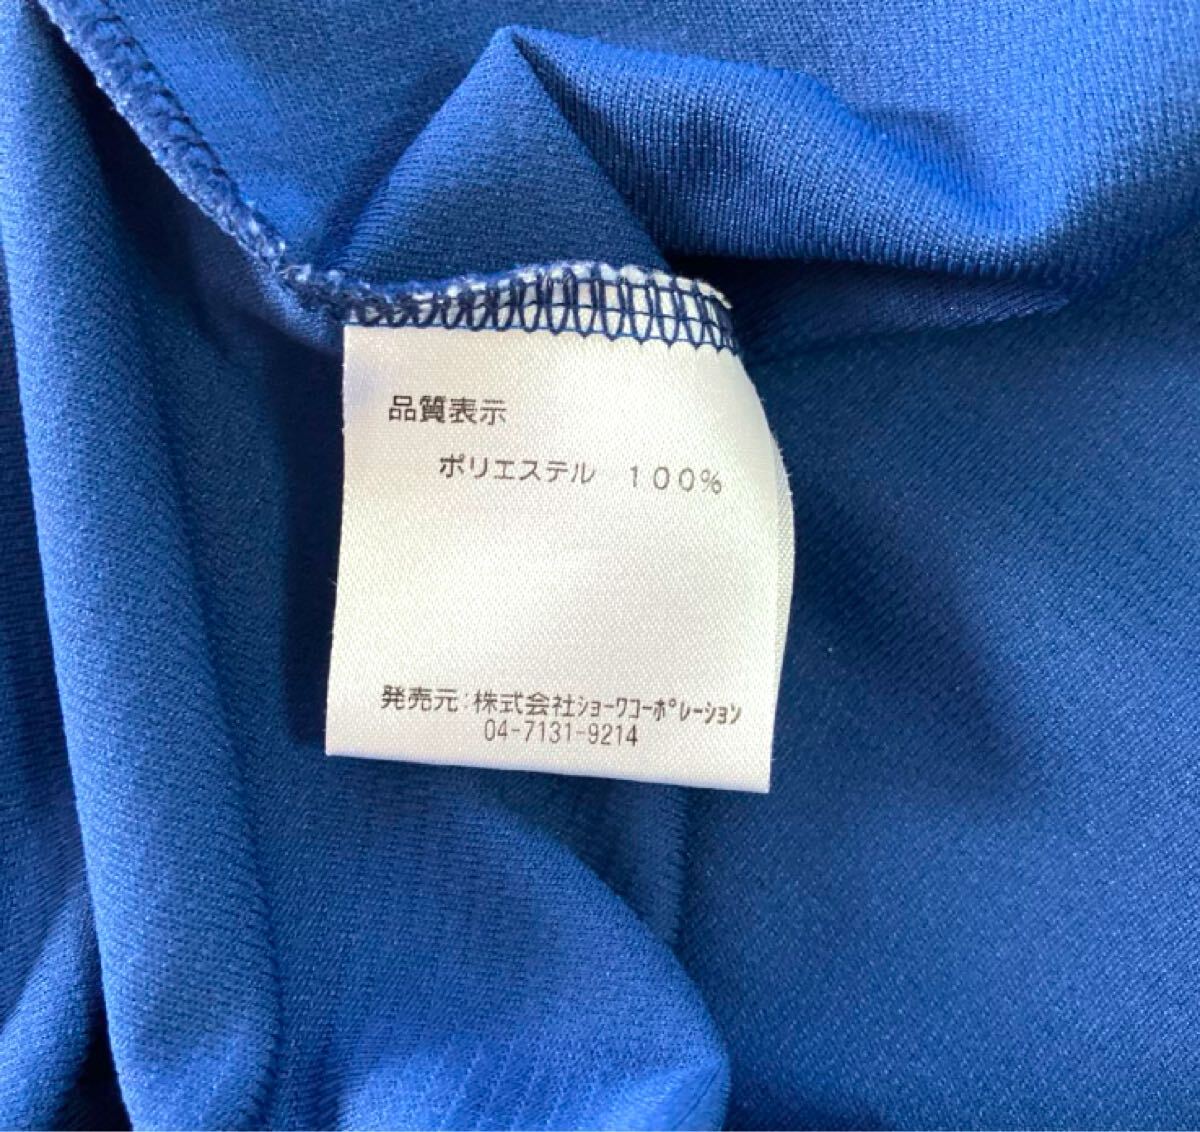 品質表示
ポリエステル　１００％
発売元：株式会社ｼｮｰﾜｺｰﾎﾟﾚｰｼｮﾝ
04-7131-9214